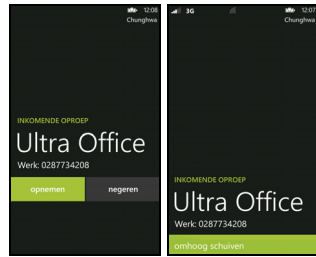 12:08
Chunghwa
INKOMENDE OPROEP
Ultra Office
Werk: 0287734208
opnemen negeren
3G 12:07
Chunghwa
INKOMENDE OPROEP
Ultra Office
Werk: 0287734208
omhoog schuiven